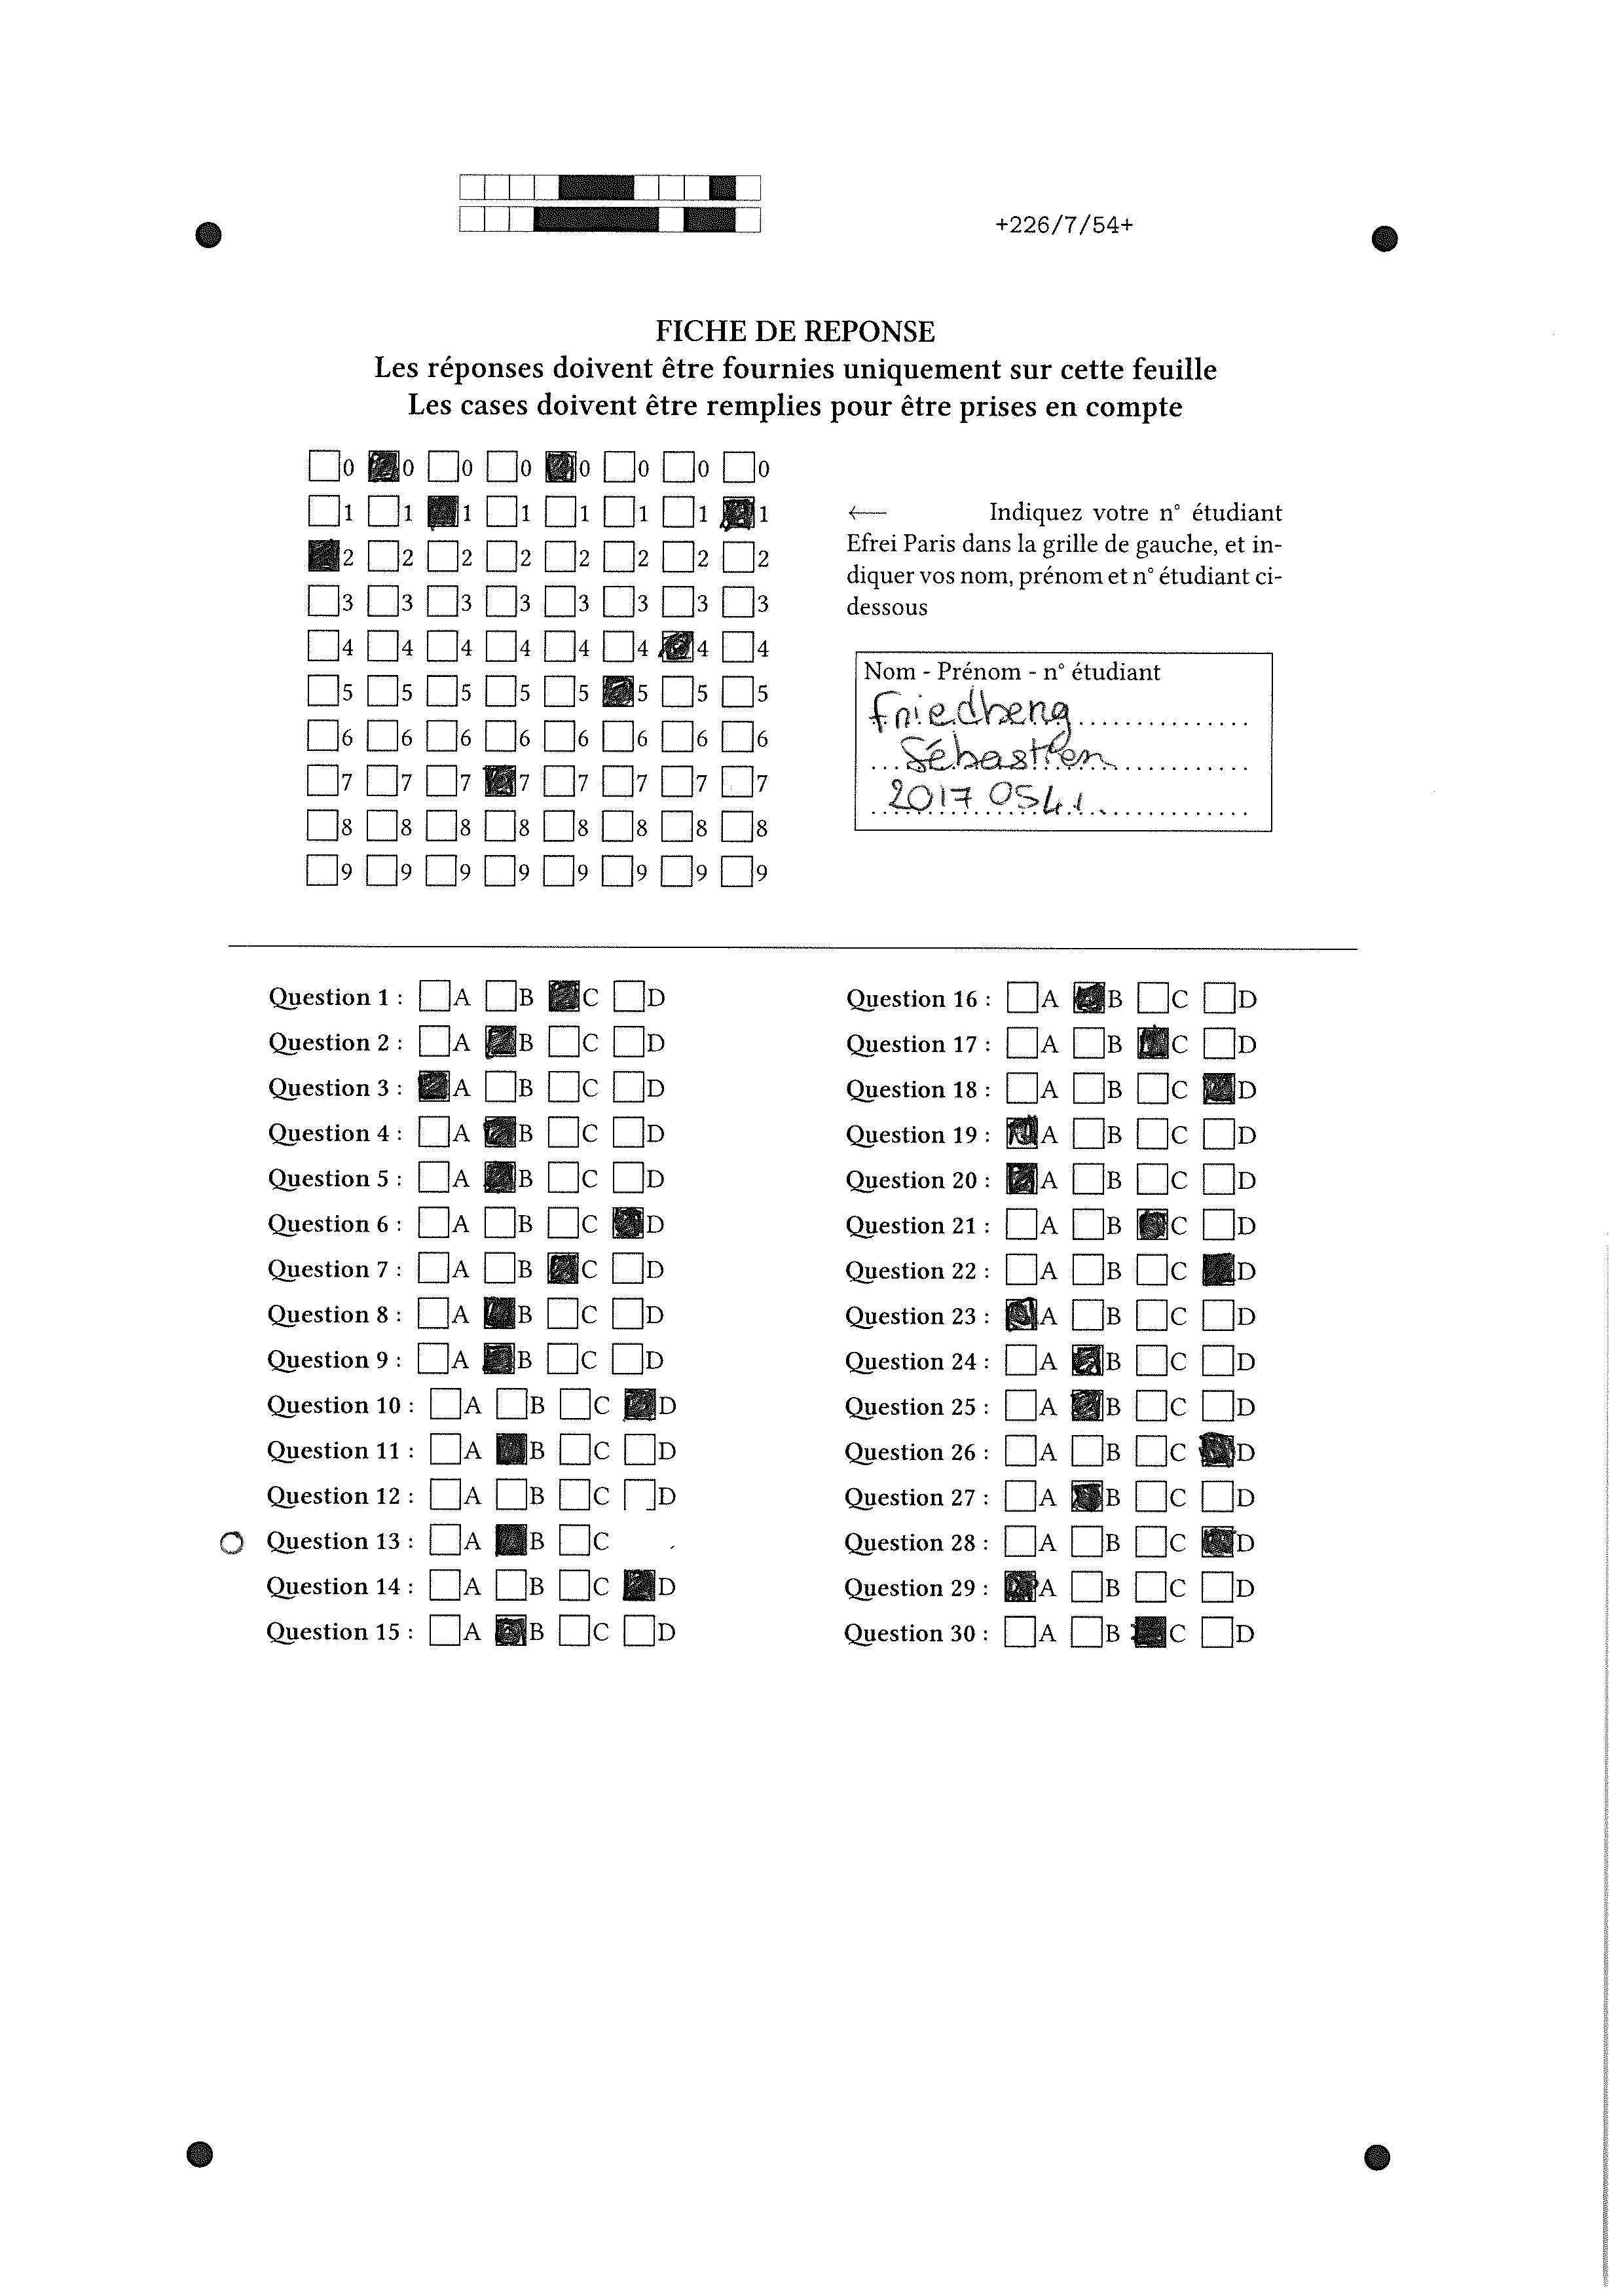 +226/7/54+
FICHE DE REPONSE
Les réponses doivent être fournies uniquement sur cette feuille
Les cases doivent être remplies pour être prises en compte
0 0 0 0 0 0 0 0
1 1 1 1 1 1 1 1
2 2 2 2 2 2 2 2
3 3 3 3 3 3 3 3
4 4 4 4 4 4 4 4
5 5 5 5 5 5 5 5
6 6 6 6 6 6 6 6
7 7 7 7 7 7 7 7
8 8 8 8 8 8 8 8
9 9 9 9 9 9 9 9
← Indiquez votre n° étudiant
Efrei Paris dans la grille de gauche, et in-
diquer vos nom, prénom et n° étudiant ci-
dessous
Nom - Prénom - n° étudiant
Friedberg
Sébastien
2017 0541
Question 1 : A B C D
Question 2 : A B C D
Question 3 : A B C D
Question 4 : A B C D
Question 5 : A B C D
Question 6 : A B C D
Question 7 : A B C D
Question 8 : A B C D
Question 9 : A B C D
Question 10 : A B C D
Question 11 : A B C D
Question 12 : A B C D
Question 13 : A B C
Question 14 : A B C D
Question 15 : A B C D
Question 16 : A B C D
Question 17 : A B C D
Question 18 : A B C D
Question 19 : A B C D
Question 20 : A B C D
Question 21 : A B C D
Question 22 : A B C D
Question 23 : A B C D
Question 24 : A B C D
Question 25 : A B C D
Question 26 : A B C D
Question 27 : A B C D
Question 28 : A B C D
Question 29 : A B C D
Question 30 : A B C D